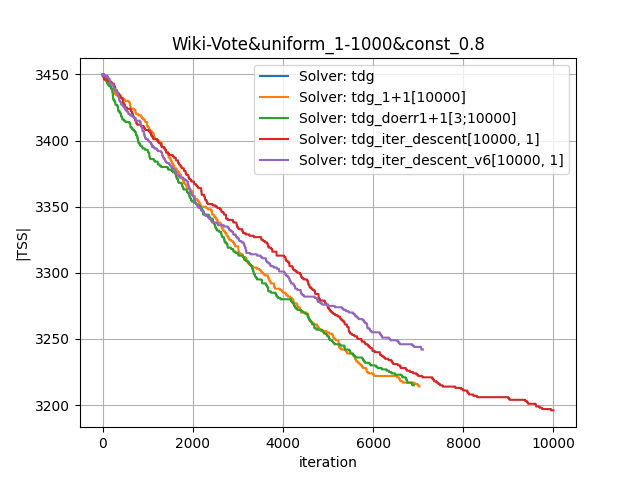 Wiki-Vote&uniform_1-1000&const_0.8
Solver: tdg
Solver: tdg_1+1[10000]
Solver: tdg_doerr1+1[3;10000]
Solver: tdg_iter_descent[10000, 1]
Solver: tdg_iter_descent_v6[10000, 1]
|TSS|
3450
3400
3350
3300
3250
3200
0 2000 4000 6000 8000 10000
iteration